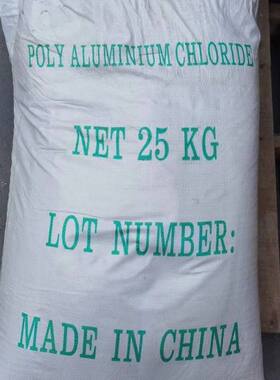 POLY ALUMINIUM CHLORIDE
NET 25 KG
LOT NUMBER:
MADE IN CHINA